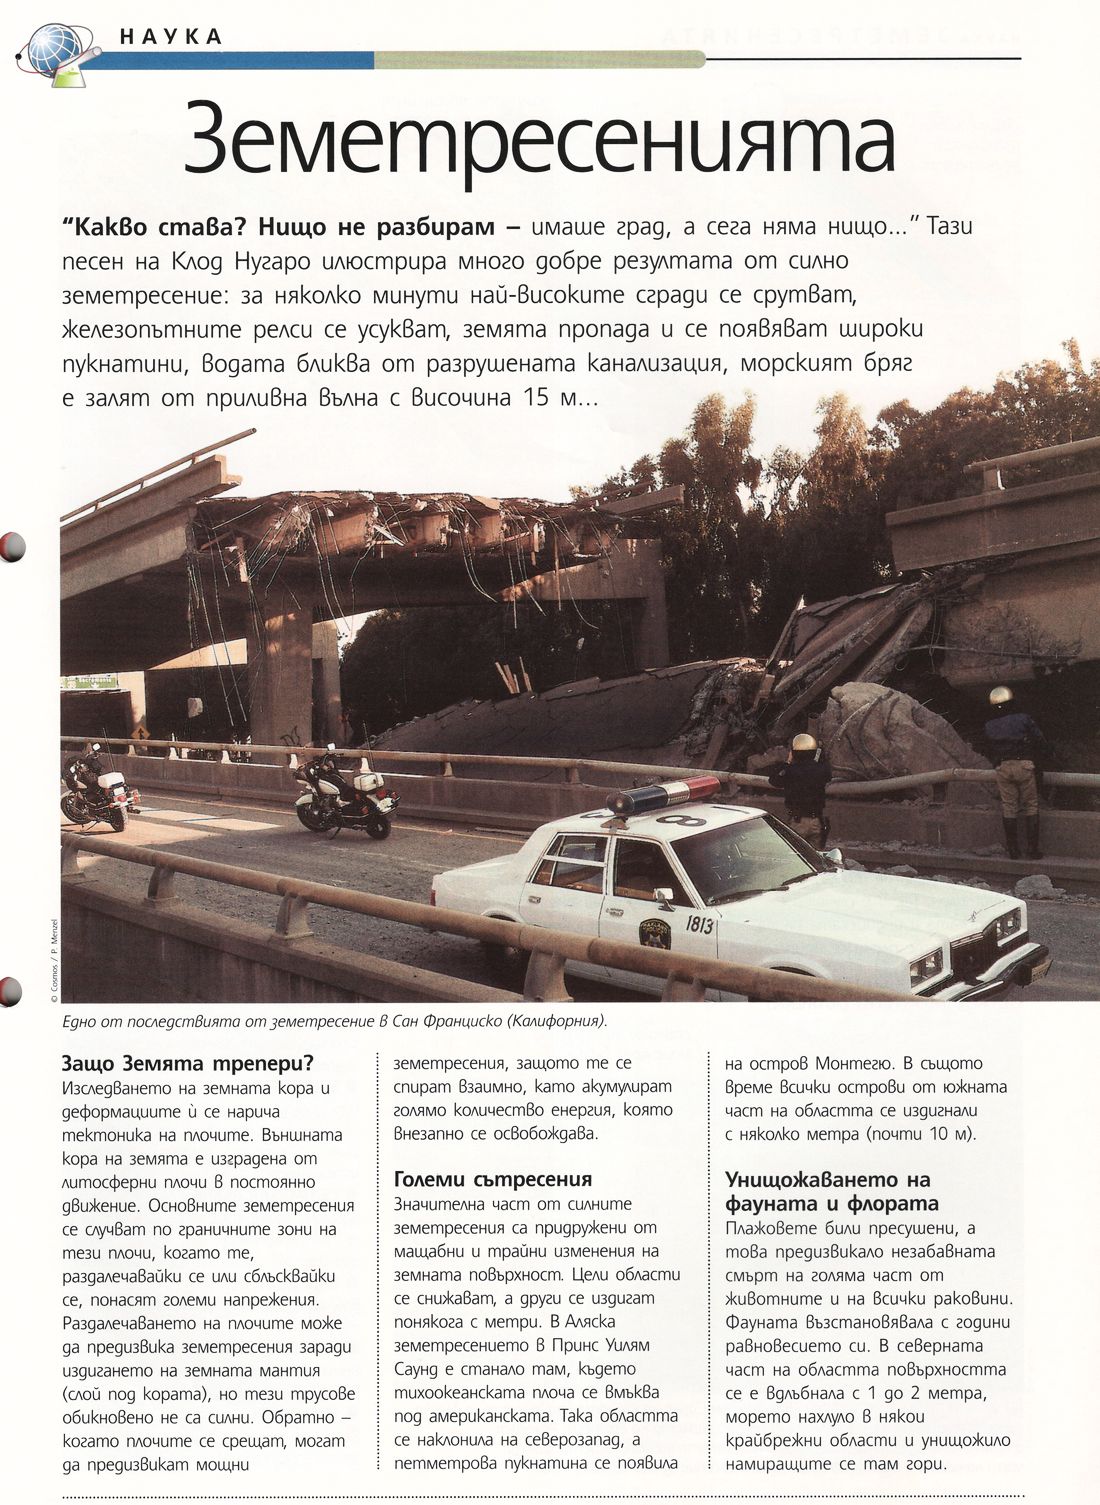 НАУКА
Земетресенията
“Какво става? Нищо не разбирам – имаше град, а сега няма нищо...” Тази
песен на Клод Нугаро илюстрира много добре резултата от силно
земетресение: за няколко минути най-високите сгради се срутват,
железопътните релси се усукват, земята пропада и се появяват широки
пукнатини, водата бликва от разрушената канализация, морският бряг
е залят от приливна вълна с височина 15 м...
1813
© Cosmos / P. Menzel
Едно от последствията от земетресение в Сан Франциско (Калифорния).
Защо Земята трепери?
Изследването на земната кора и
деформациите ѝ се нарича
тектоника на плочите. Външната
кора на земята е изградена от
литосферни плочи в постоянно
движение. Основните земетресения
се случват по граничните зони на
тези плочи, когато те,
раздалечавайки се или сблъсквайки
се, понасят големи напрежения.
Раздалечаването на плочите може
да предизвика земетресения заради
издигането на земната мантия
(слой под кората), но тези трусове
обикновено не са силни. Обратно –
когато плочите се срещат, могат
да предизвикат мощни
земетресения, защото те се
спират взаимно, като акумулират
голямо количество енергия, която
внезапно се освобождава.
Големи сътресения
Значителна част от силните
земетресения са придружени от
мащабни и трайни изменения на
земната повърхност. Цели области
се снижават, а други се издигат
понякога с метри. В Аляска
земетресението в Принс Уилям
Саунд е станало там, където
тихоокеанската плоча се вмъква
под американската. Така областта
се наклонила на северозапад, а
петметрова пукнатина се появила
на остров Монтегю. В същото
време всички острови от южната
част на областта се издигнали
с няколко метра (почти 10 м).
Унищожаването на
фауната и флората
Плажовете били пресушени, а
това предизвикало незабавната
смърт на голяма част от
животните и на всички раковини.
Фауната възстановявала с години
равновесието си. В северната
част на областта повърхността
се е вдлъбнала с 1 до 2 метра,
морето нахлуло в някои
крайбрежни области и унищожило
намиращите се там гори.